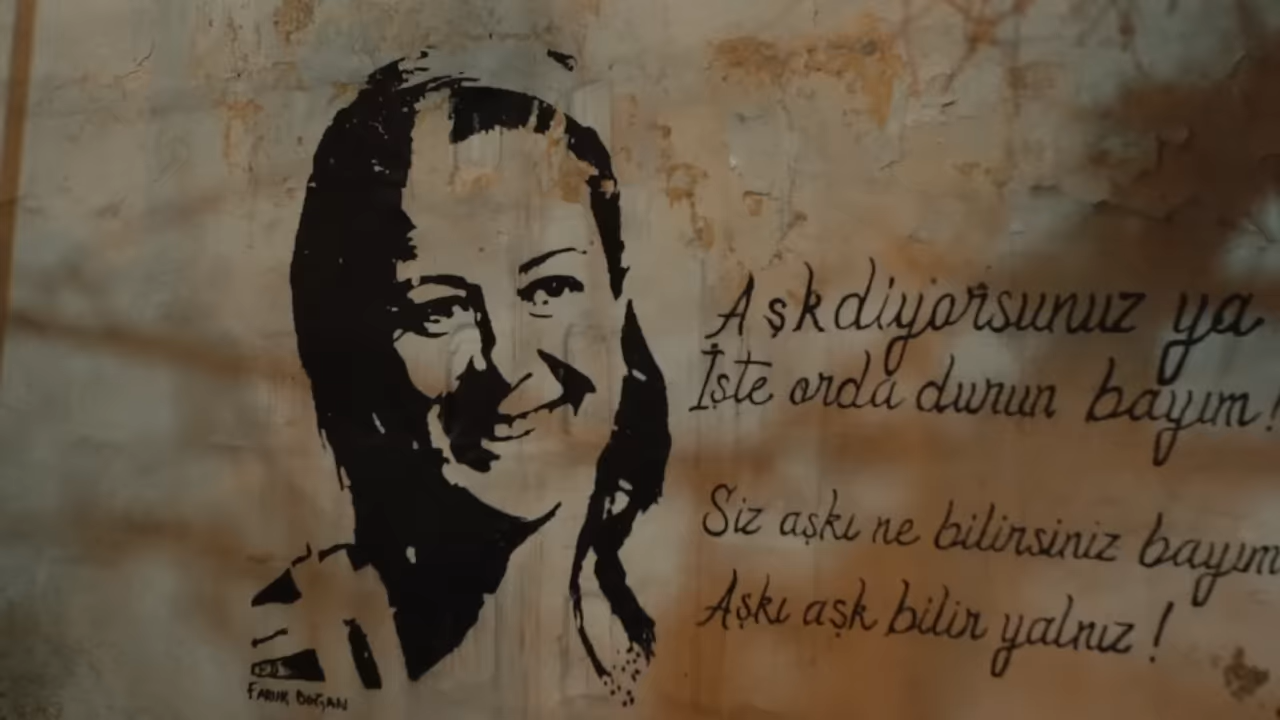 Aşk diyorsunuz ya
İşte orda durun bayım!
Siz aşkı ne bilirsiniz bayım
Aşkı aşk bilir yalnız !
FARUK DOĞAN